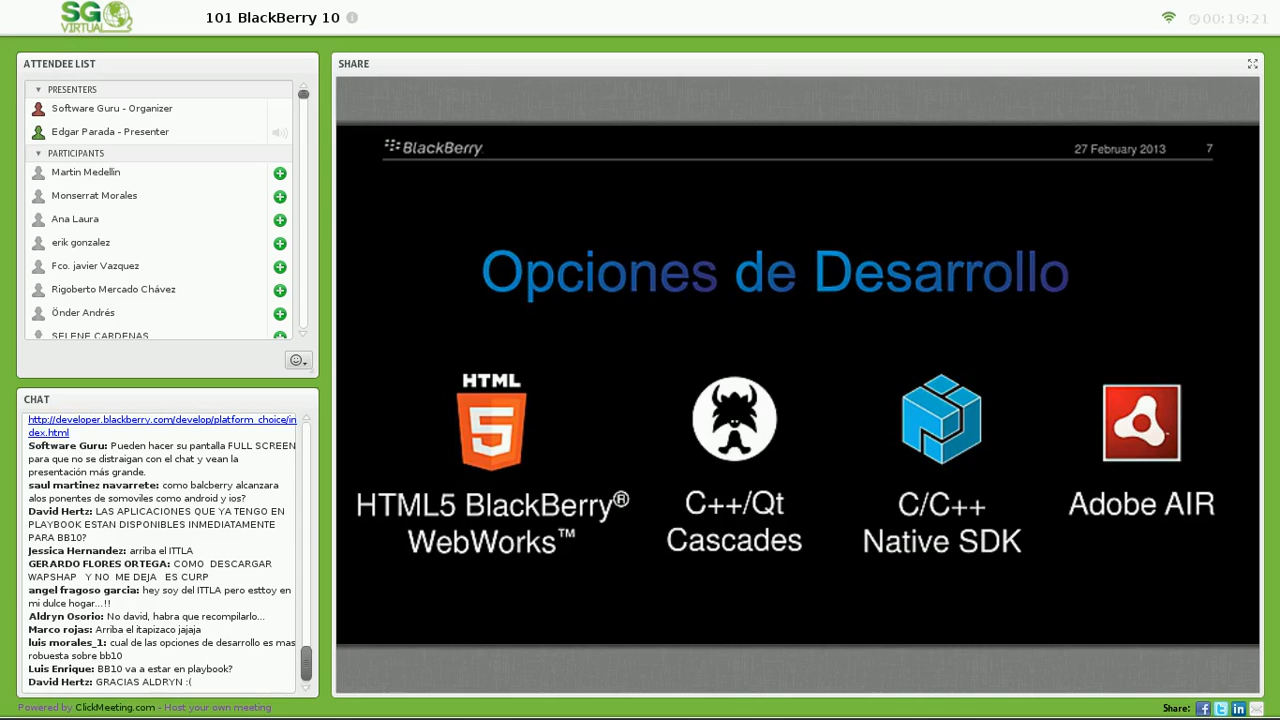 SG
VIRTUAL
101 BlackBerry 10
00:19:21
ATTENDEE LIST
PRESENTERS
Software Guru - Organizer
Edgar Parada - Presenter
PARTICIPANTS
Martin Medellin
Monserrat Morales
Ana Laura
erik gonzalez
Fco. javier Vazquez
Rigoberto Mercado Chávez
Önder Andrés
SELENE CARDENAS
CHAT
http://developer.blackberry.com/develop/platform_choice/in
dex.html
Software Guru: Pueden hacer su pantalla FULL SCREEN
para que no se distraigan con el chat y vean la
presentación más grande.
saul martinez navarrete: como balcberry alcanzara
alos ponentes de somoviles como android y ios?
David Hertz: LAS APLICACIONES QUE YA TENGO EN
PLAYBOOK ESTAN DISPONIBLES INMEDIATAMENTE
PARA BB10?
Jessica Hernandez: arriba el ITTLA
GERARDO FLORES ORTEGA: COMO DESCARGAR
WAPSHAP Y NO ME DEJA ES CURP
angel fragoso garcia: hey soy del ITTLA pero esttoy en
mi dulce hogar...!!
Aldryn Osorio: No david, habra que recompilarlo...
Marco rojas: Arriba el itapizaco jajaja
luis morales_1: cual de las opciones de desarrollo es mas
robuesta sobre bb10
Luis Enrique: BB10 va a estar en playbook?
David Hertz: GRACIAS ALDRYN :(
SHARE
BlackBerry
27 February 2013 7
Opciones de Desarrollo
HTML
5
HTML5 BlackBerry®
WebWorks™
C++/Qt
Cascades
C/C++
Native SDK
Adobe AIR
Powered by ClickMeeting.com - Host your own meeting
Share: